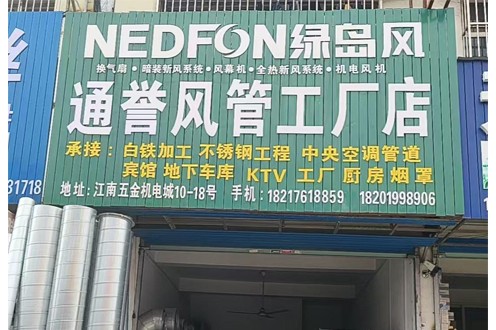 NEDFON绿岛风
换气扇·暗装新风系统·风幕机·全热新风系统·机电风机
通誉风管工厂店
承接：白铁加工 不锈钢工程 中央空调管道
宾馆 地下车库 KTV 工厂 厨房烟罩
地址：江南五金机电城10-18号 手机：18217618859 18201998906
31718